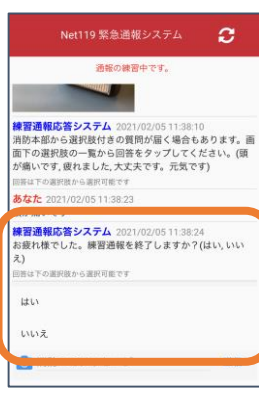 Net119 緊急通報システム
通報の練習中です。
練習通報応答システム 2021/02/05 11:38:10
消防本部から選択肢付きの質問が届く場合もあります。画
面下の選択肢の一覧から回答をタップしてください。(頭
が痛いです, 疲れました, 大丈夫です。元気です)
回答は下の選択肢から選択可能です
あなた 2021/02/05 11:38:23
練習通報応答システム 2021/02/05 11:38:24
お疲れ様でした。練習通報を終了しますか？(はい, いい
え)
回答は下の選択肢から選択可能です
はい
いいえ